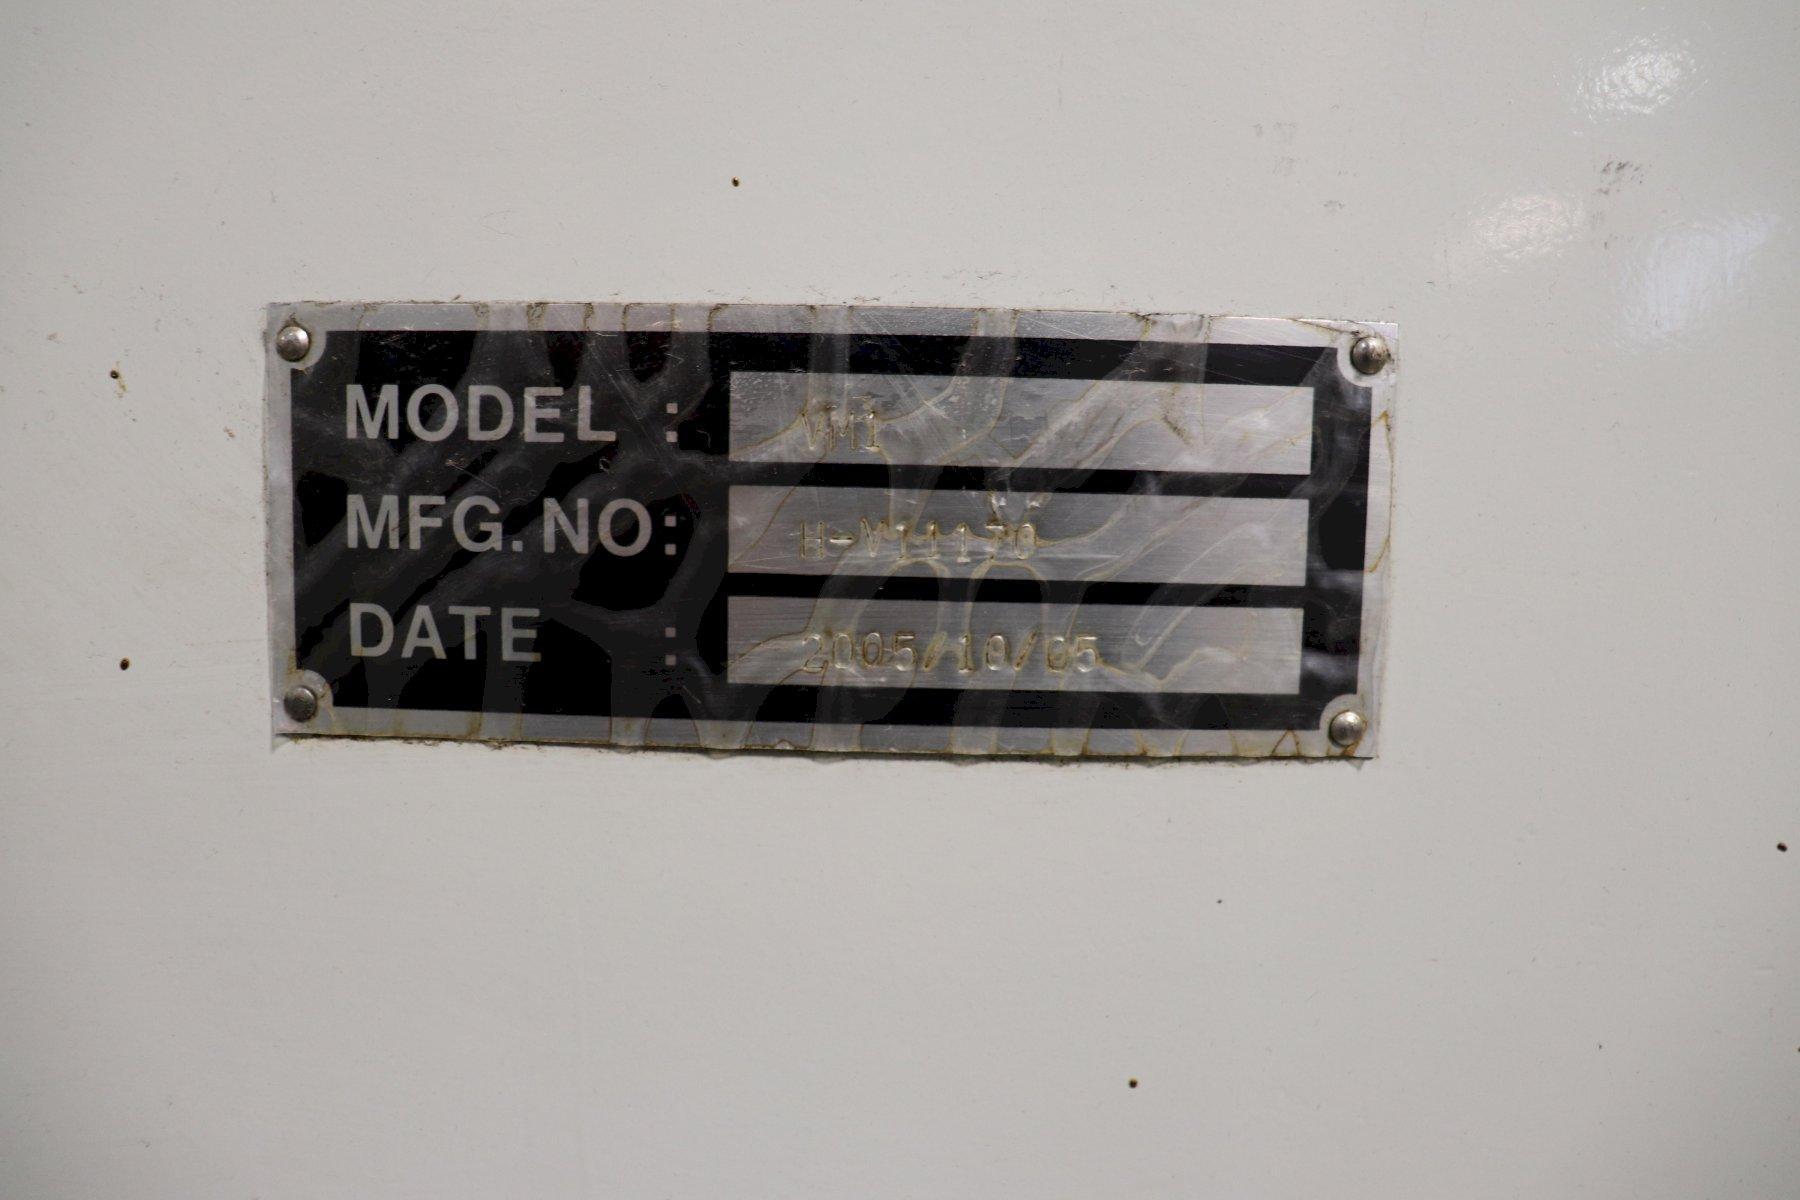 MODEL : VM1
MFG. NO: H-V11170
DATE : 2005/10/05